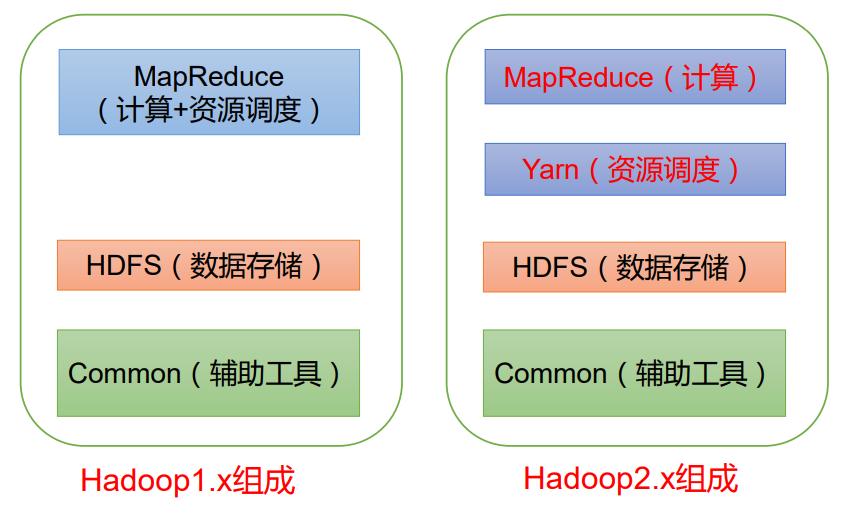 MapReduce
（计算+资源调度）
HDFS（数据存储）
Common（辅助工具）
Hadoop1.x组成
MapReduce（计算）
Yarn（资源调度）
HDFS（数据存储）
Common（辅助工具）
Hadoop2.x组成